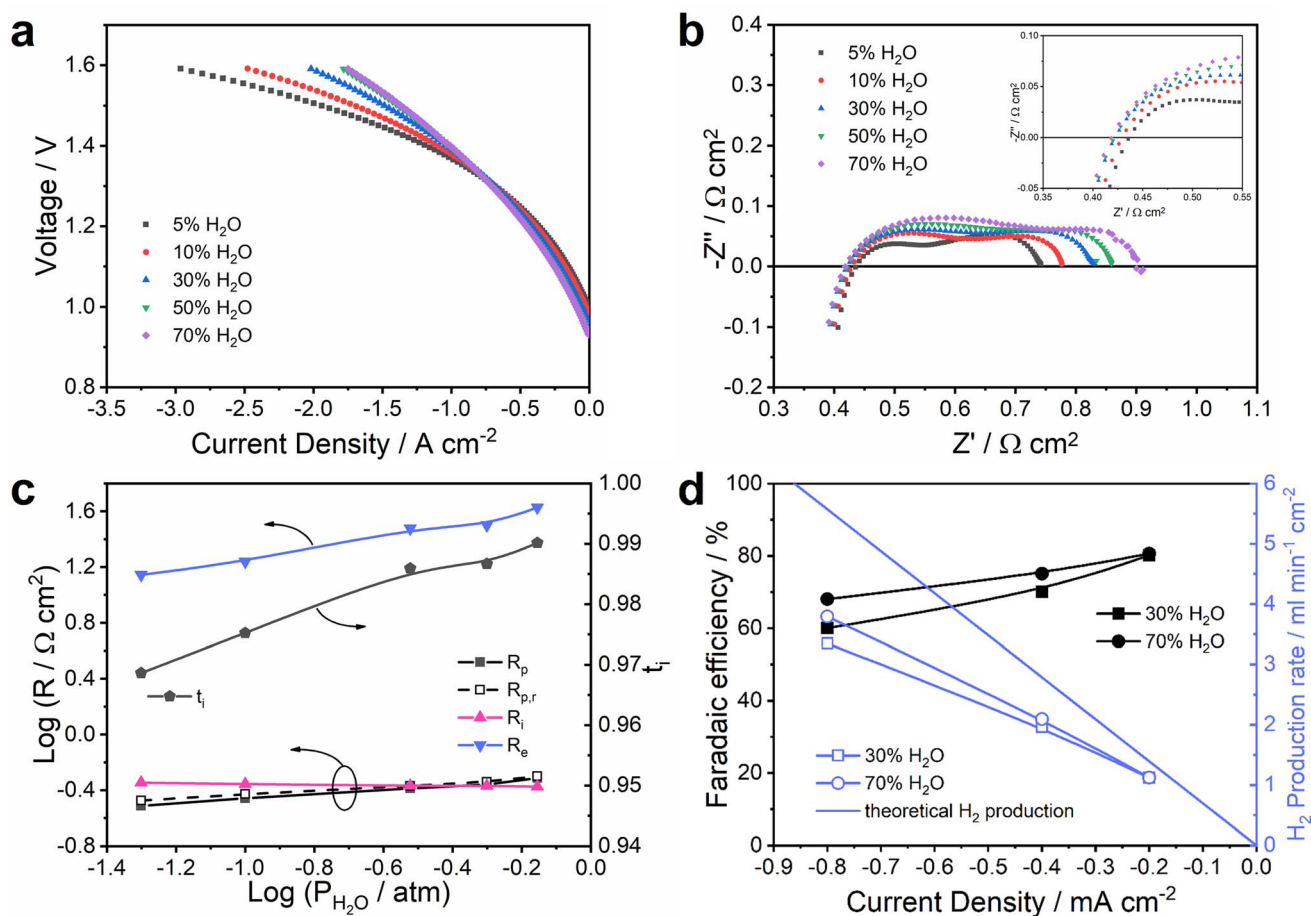 a
Voltage / V
1.6
1.4
1.2
1.0
0.8
5% H₂O
10% H₂O
30% H₂O
50% H₂O
70% H₂O
-3.5 -3.0 -2.5 -2.0 -1.5 -1.0 -0.5 0.0
Current Density / A cm⁻²
b
-Z'' / Ω cm²
0.4
0.3
0.2
0.1
0.0
-0.1
-0.2
5% H₂O
10% H₂O
30% H₂O
50% H₂O
70% H₂O
-Z'' / Ω cm²
0.10
0.05
0.00
-0.05
0.35 0.40 0.45 0.50 0.55
Z' / Ω cm²
0.3 0.4 0.5 0.6 0.7 0.8 0.9 1.0 1.1
Z' / Ω cm²
c
Log (R / Ω cm²)
1.6
1.2
0.8
0.4
0.0
-0.4
-0.8
tᵢ
Rₚ
Rₚ,ᵣ
Rᵢ
Rₑ
1.00
0.99
0.98
0.97
0.96
0.95
0.94
tᵢ
-1.4 -1.2 -1.0 -0.8 -0.6 -0.4 -0.2 0.0
Log (P_H₂O / atm)
d
Faradaic efficiency / %
100
80
60
40
20
0
30% H₂O
70% H₂O
30% H₂O
70% H₂O
theoretical H₂ production
6
5
4
3
2
1
0
H₂ Production rate / ml min⁻¹ cm⁻²
-0.9 -0.8 -0.7 -0.6 -0.5 -0.4 -0.3 -0.2 -0.1 0.0
Current Density / mA cm⁻²